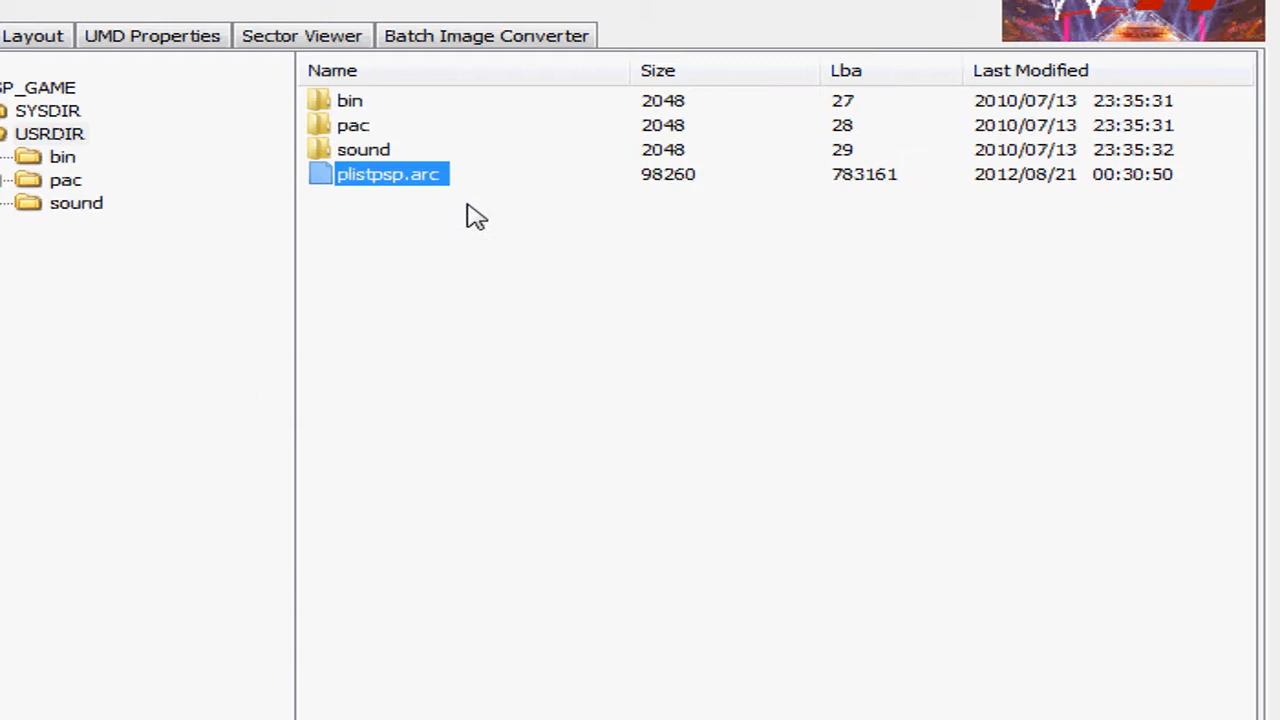 Layout UMD Properties Sector Viewer Batch Image Converter
Name Size Lba Last Modified
SP_GAME
SYSDIR
USRDIR
bin
pac
sound
bin 2048 27 2010/07/13 23:35:31
pac 2048 28 2010/07/13 23:35:31
sound 2048 29 2010/07/13 23:35:32
plistpsp.arc 98260 783161 2012/08/21 00:30:50